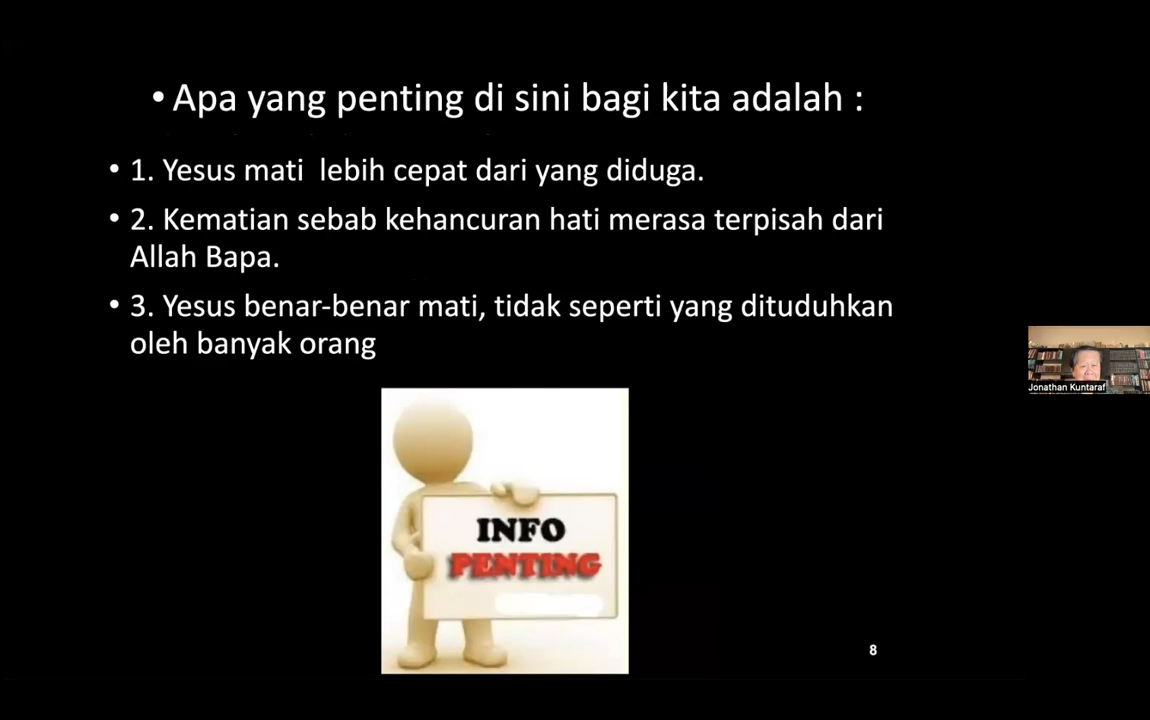 • Apa yang penting di sini bagi kita adalah :
• 1. Yesus mati  lebih cepat dari yang diduga.
• 2. Kematian sebab kehancuran hati merasa terpisah dari
Allah Bapa.
• 3. Yesus benar-benar mati, tidak seperti yang dituduhkan
oleh banyak orang
Jonathan Kuntaraf
INFO
PENTING
8